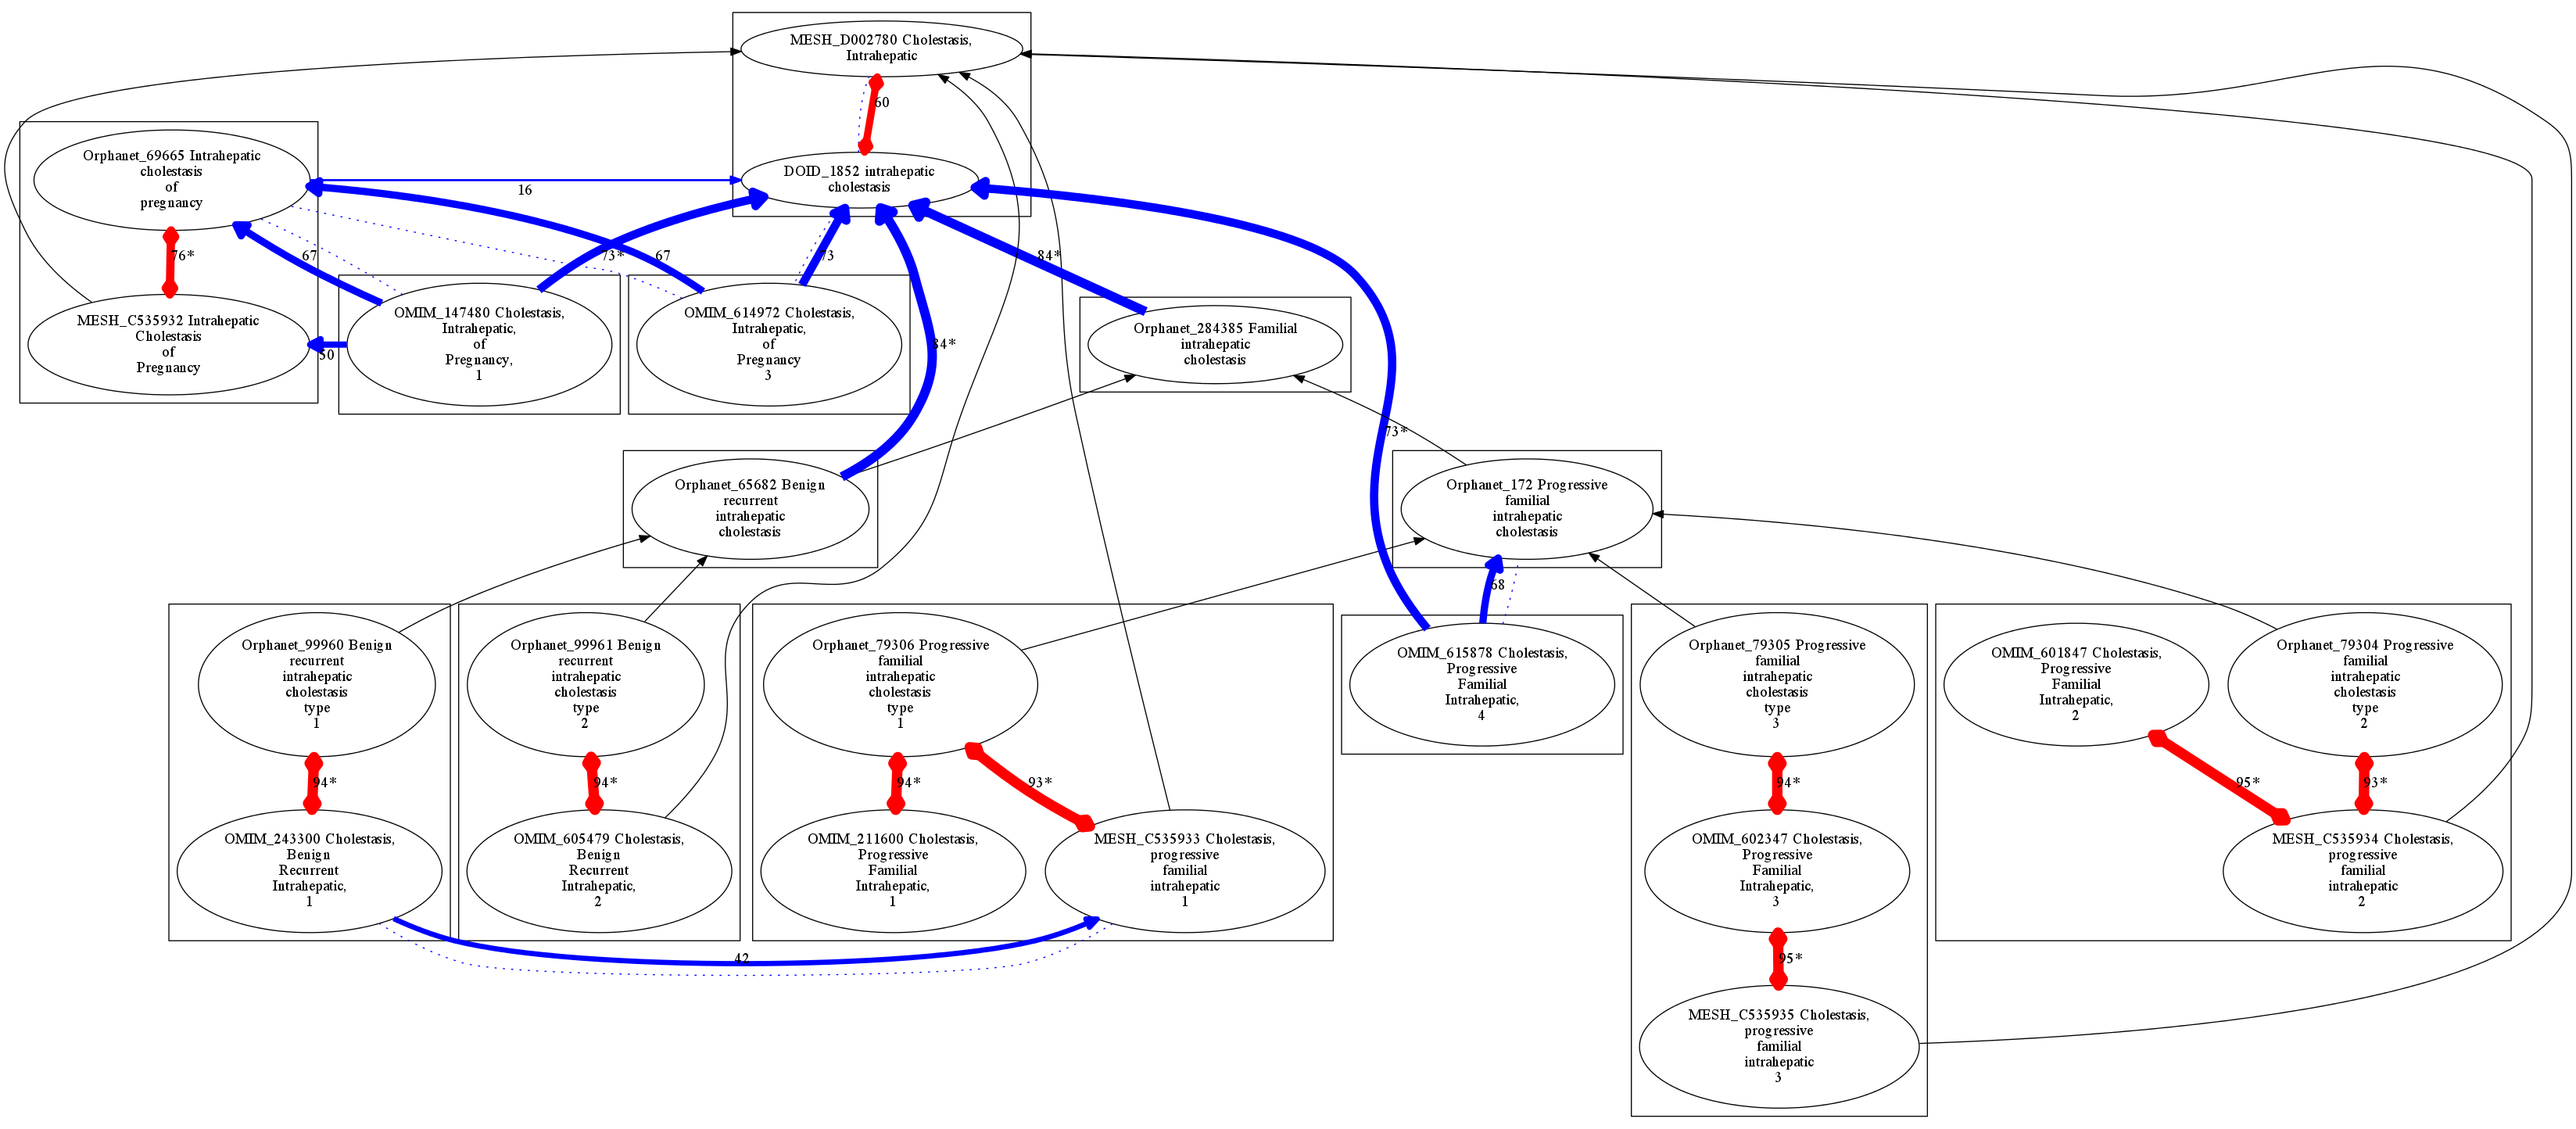 MESH_D002780 Cholestasis,
Intrahepatic
60
DOID_1852 intrahepatic
cholestasis
Orphanet_69665 Intrahepatic
cholestasis
of
pregnancy
16
76*
67
73*
67
73
84*
MESH_C535932 Intrahepatic
Cholestasis
of
Pregnancy
50
OMIM_147480 Cholestasis,
Intrahepatic,
of
Pregnancy,
1
OMIM_614972 Cholestasis,
Intrahepatic,
of
Pregnancy
3
84*
Orphanet_284385 Familial
intrahepatic
cholestasis
73*
Orphanet_65682 Benign
recurrent
intrahepatic
cholestasis
Orphanet_172 Progressive
familial
intrahepatic
cholestasis
68
Orphanet_99960 Benign
recurrent
intrahepatic
cholestasis
type
1
Orphanet_99961 Benign
recurrent
intrahepatic
cholestasis
type
2
Orphanet_79306 Progressive
familial
intrahepatic
cholestasis
type
1
OMIM_615878 Cholestasis,
Progressive
Familial
Intrahepatic,
4
Orphanet_79305 Progressive
familial
intrahepatic
cholestasis
type
3
OMIM_601847 Cholestasis,
Progressive
Familial
Intrahepatic,
2
Orphanet_79304 Progressive
familial
intrahepatic
cholestasis
type
2
94*
94*
94*
93*
94*
95*
93*
OMIM_243300 Cholestasis,
Benign
Recurrent
Intrahepatic,
1
OMIM_605479 Cholestasis,
Benign
Recurrent
Intrahepatic,
2
OMIM_211600 Cholestasis,
Progressive
Familial
Intrahepatic,
1
MESH_C535933 Cholestasis,
progressive
familial
intrahepatic
1
OMIM_602347 Cholestasis,
Progressive
Familial
Intrahepatic,
3
MESH_C535934 Cholestasis,
progressive
familial
intrahepatic
2
42
95*
MESH_C535935 Cholestasis,
progressive
familial
intrahepatic
3